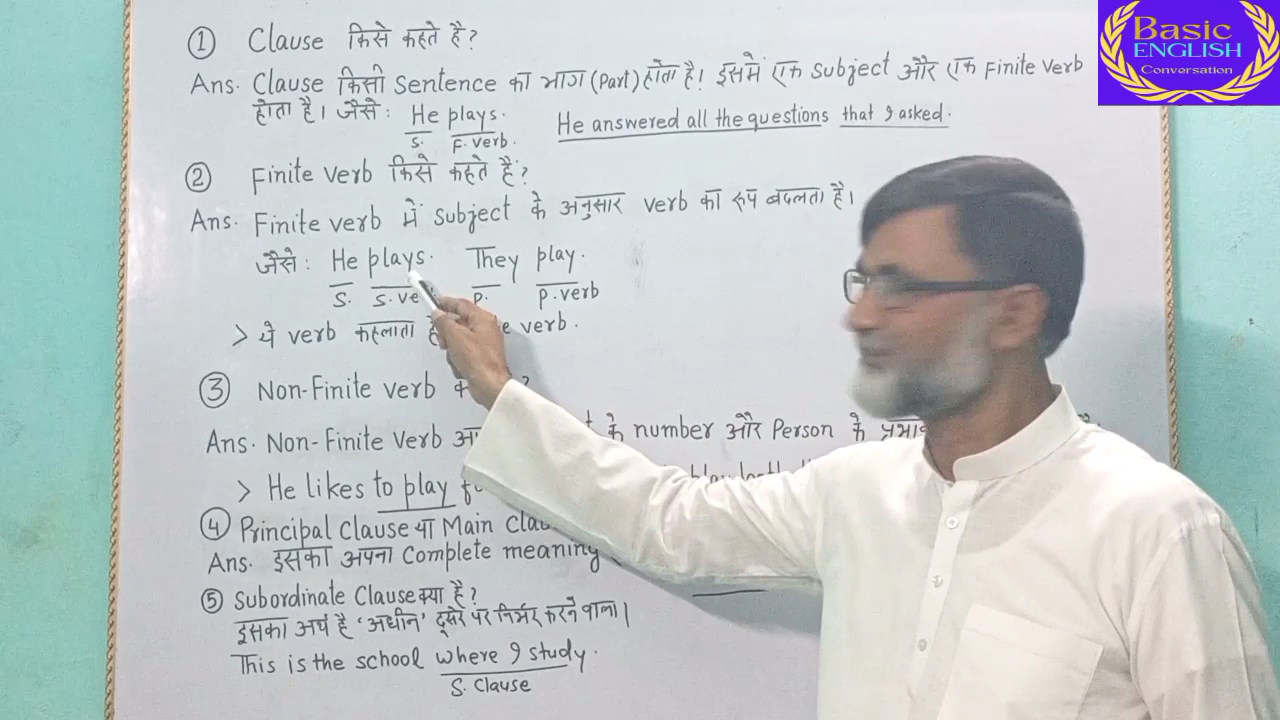 Basic
ENGLISH
Conversation
① Clause किसे कहते है?
Ans. Clause किसी Sentence का भाग (Part) होता है। इसमें एक Subject और एक Finite verb
होता है। जैसे: He plays. He answered all the questions that I asked.
S. F. verb.
② Finite verb किसे कहते हैं?
Ans. Finite verb में Subject के अनुसार verb का रूप बदलता है।
जैसे: He plays. They play.
S. S. ve P. P. verb
> ये verb कहलाता है verb.
③ Non-Finite verb ?
Ans. Non-Finite verb के number और Person के
> He likes to play
④ Principal Clause या Main Clau
Ans. इसका अपना Complete meaning
⑤ Subordinate Clause क्या है?
इसका अर्थ है 'अधीन' दूसरे पर निर्भर करने वाला।
This is the school where I study.
S. Clause